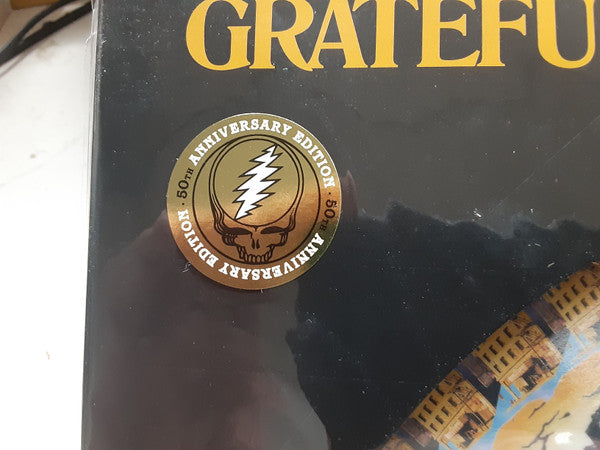 GRATEFU
50TH ANNIVERSARY EDITION ·
50TH ANNIVERSARY EDITION ·